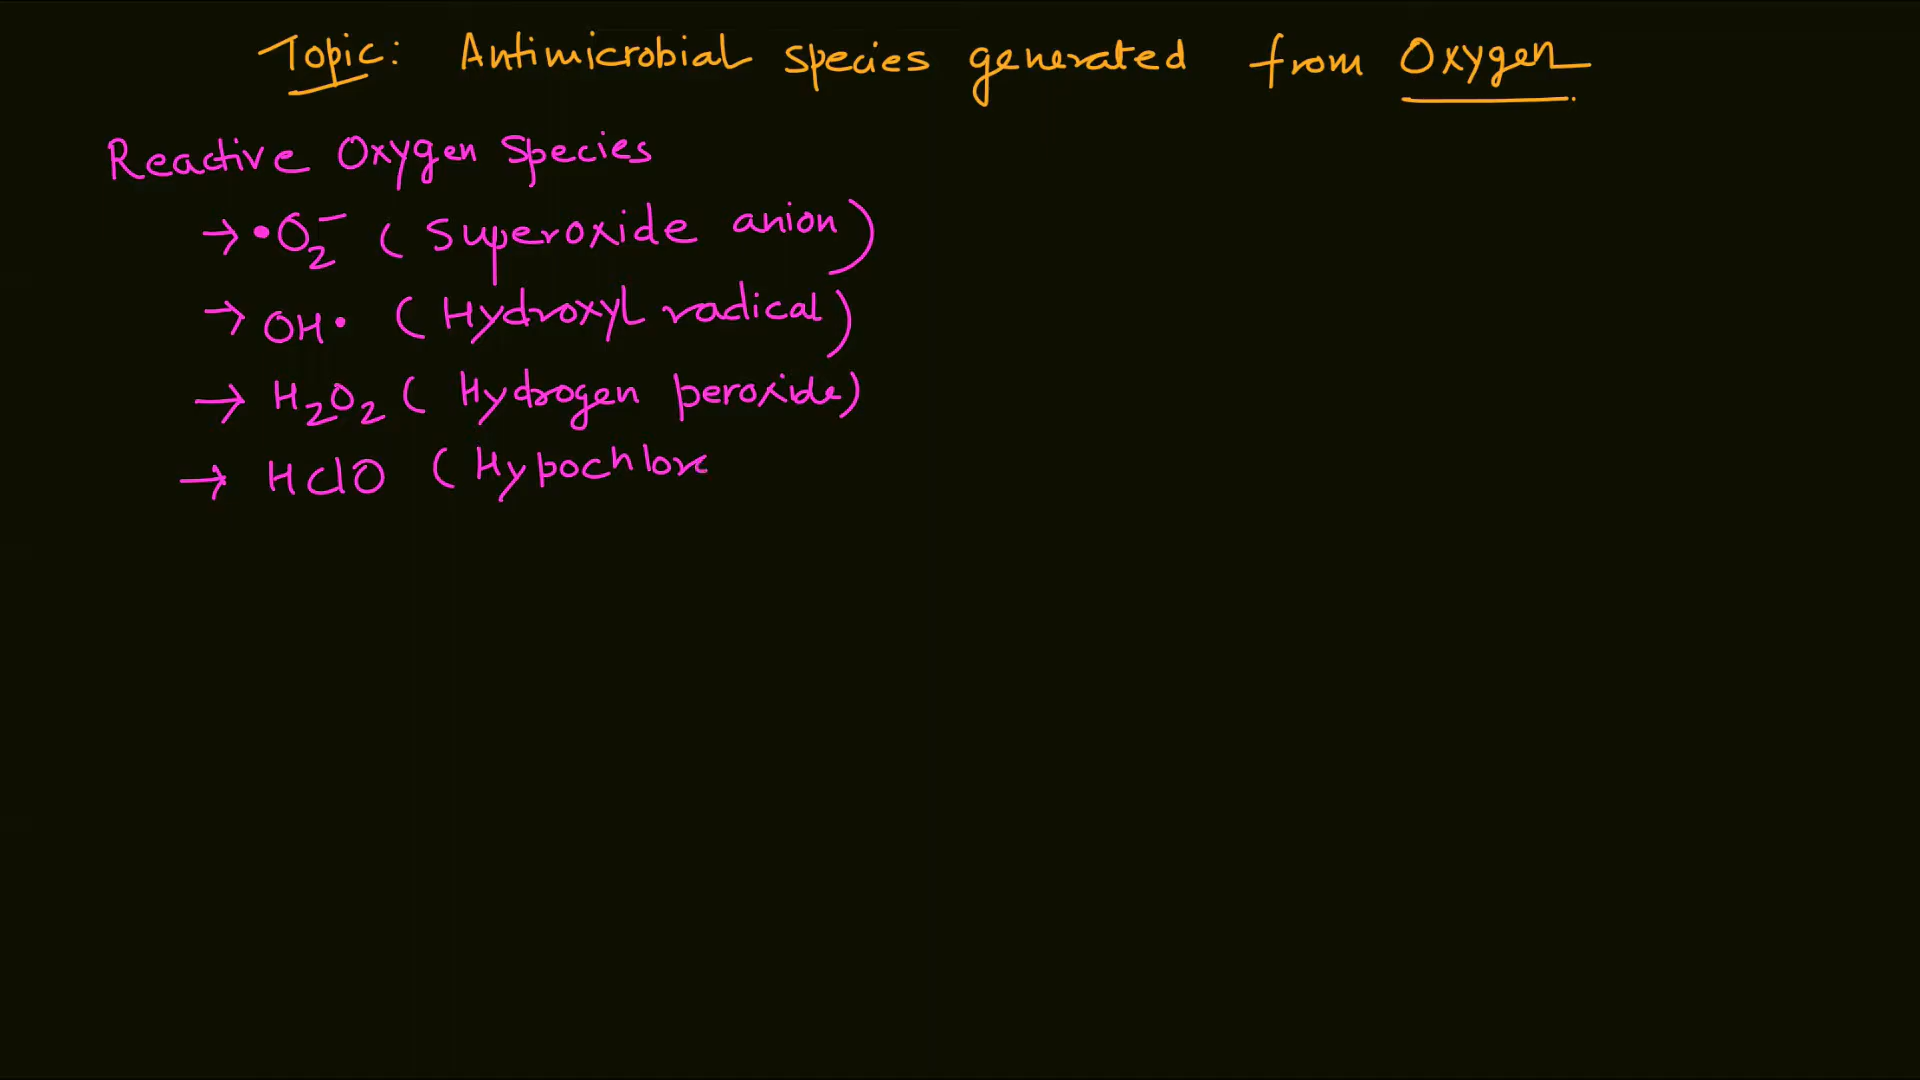 Topic: Antimicrobial species generated from Oxygen
Reactive Oxygen Species
→ •O₂⁻ (Superoxide anion)
→ OH• (Hydroxyl radical)
→ H₂O₂ (Hydrogen peroxide)
→ HClO (Hypochloro